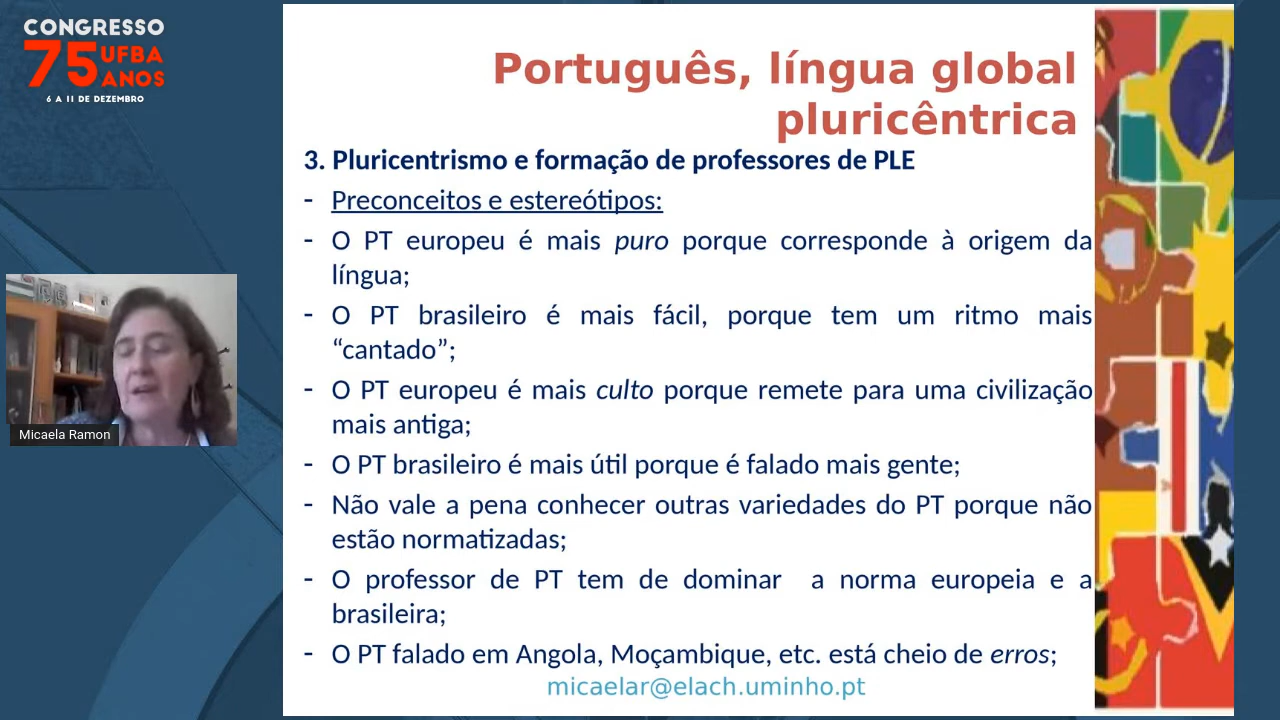 CONGRESSO
75 UFBA
ANOS
6 A 11 DE DEZEMBRO
Português, língua global
pluricêntrica
3. Pluricentrismo e formação de professores de PLE
- Preconceitos e estereótipos:
- O PT europeu é mais puro porque corresponde à origem da
língua;
- O PT brasileiro é mais fácil, porque tem um ritmo mais
“cantado”;
- O PT europeu é mais culto porque remete para uma civilização
mais antiga;
- O PT brasileiro é mais útil porque é falado mais gente;
- Não vale a pena conhecer outras variedades do PT porque não
estão normatizadas;
- O professor de PT tem de dominar a norma europeia e a
brasileira;
- O PT falado em Angola, Moçambique, etc. está cheio de erros;
micaelar@elach.uminho.pt
Micaela Ramon